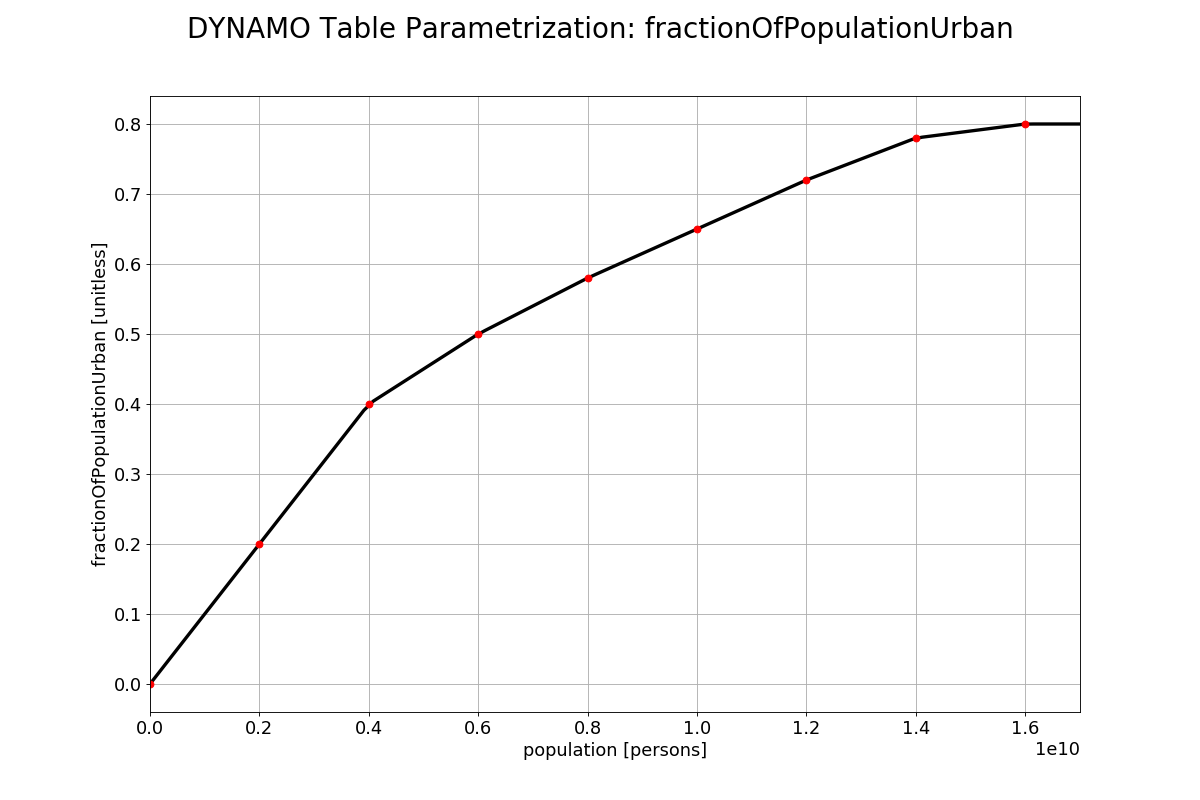 DYNAMO Table Parametrization: fractionOfPopulationUrban
fractionOfPopulationUrban [unitless]
0.8
0.7
0.6
0.5
0.4
0.3
0.2
0.1
0.0
0.0 0.2 0.4 0.6 0.8 1.0 1.2 1.4 1.6
population [persons] 1e10